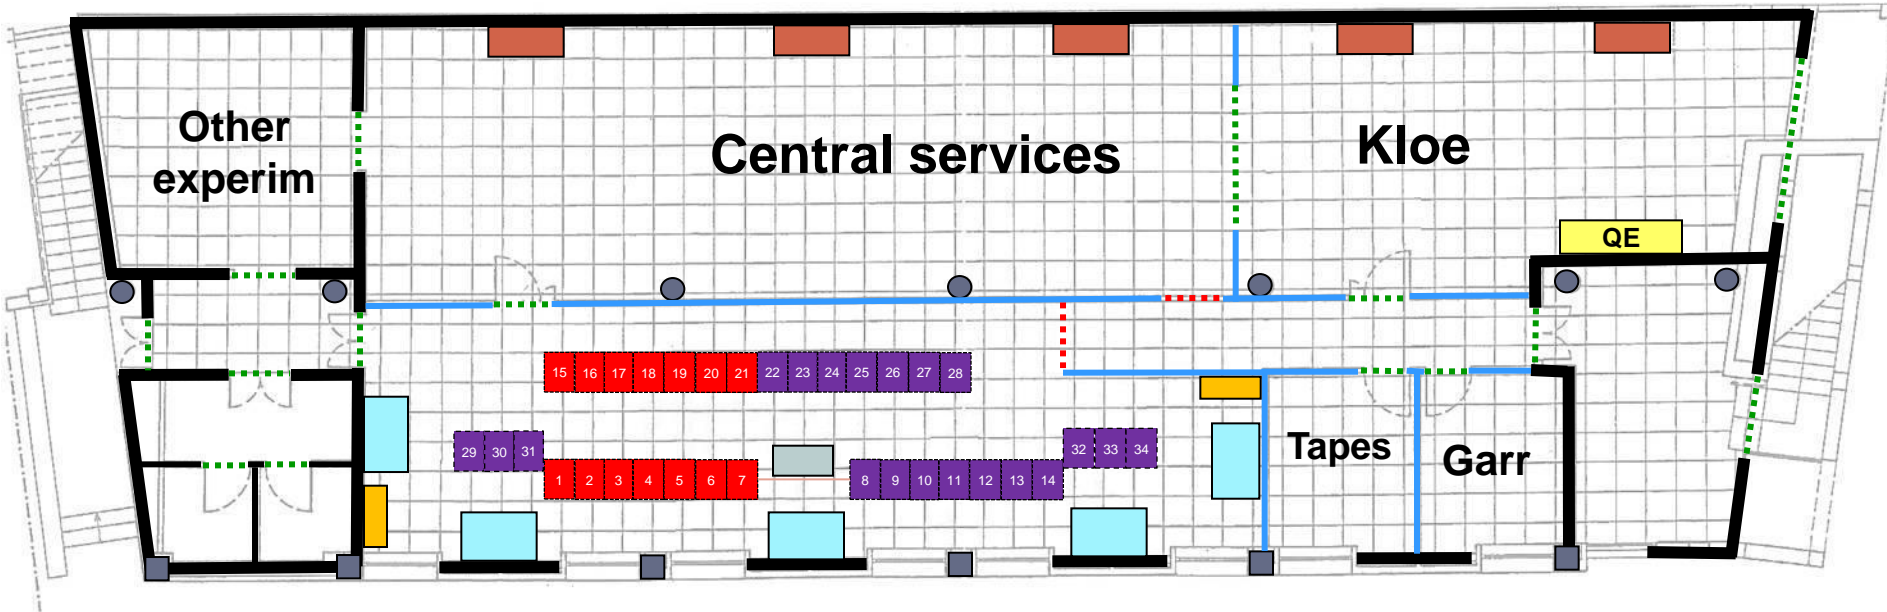 Other
experim
Central services
Kloe
QE
15 16 17 18 19 20 21 22 23 24 25 26 27 28
29 30 31
32 33 34
1 2 3 4 5 6 7
8 9 10 11 12 13 14
Tapes
Garr